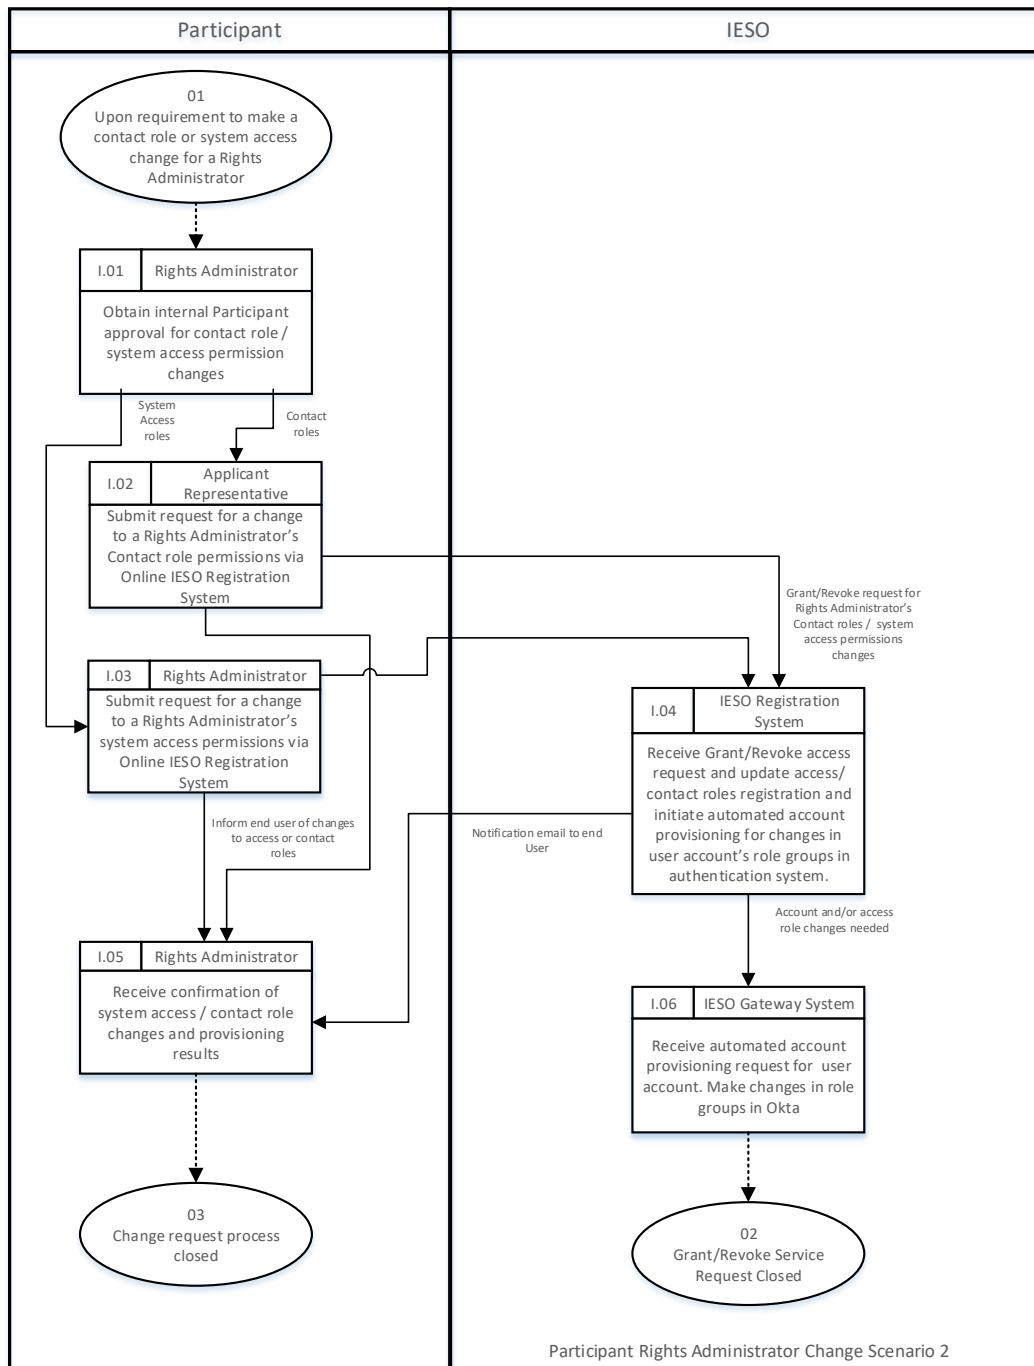 Participant
IESO
01
Upon requirement to make a
contact role or system access
change for a Rights
Administrator
I.01
Rights Administrator
Obtain internal Participant
approval for contact role /
system access permission
changes
System
Access
roles
Contact
roles
I.02
Applicant
Representative
Submit request for a change
to a Rights Administrator's
Contact role permissions via
Online IESO Registration
System
Grant/Revoke request for
Rights Administrator's
Contact roles / system
access permissions
changes
I.03
Rights Administrator
Submit request for a change
to a Rights Administrator's
system access permissions via
Online IESO Registration
System
I.04
IESO Registration
System
Receive Grant/Revoke access
request and update access/
contact roles registration and
initiate automated account
provisioning for changes in
user account's role groups in
authentication system.
Inform end user of changes
to access or contact
roles
Notification email to end
User
Account and/or access
role changes needed
I.05
Rights Administrator
Receive confirmation of
system access / contact role
changes and provisioning
results
I.06
IESO Gateway System
Receive automated account
provisioning request for user
account. Make changes in role
groups in Okta
03
Change request process
closed
02
Grant/Revoke Service
Request Closed
Participant Rights Administrator Change Scenario 2